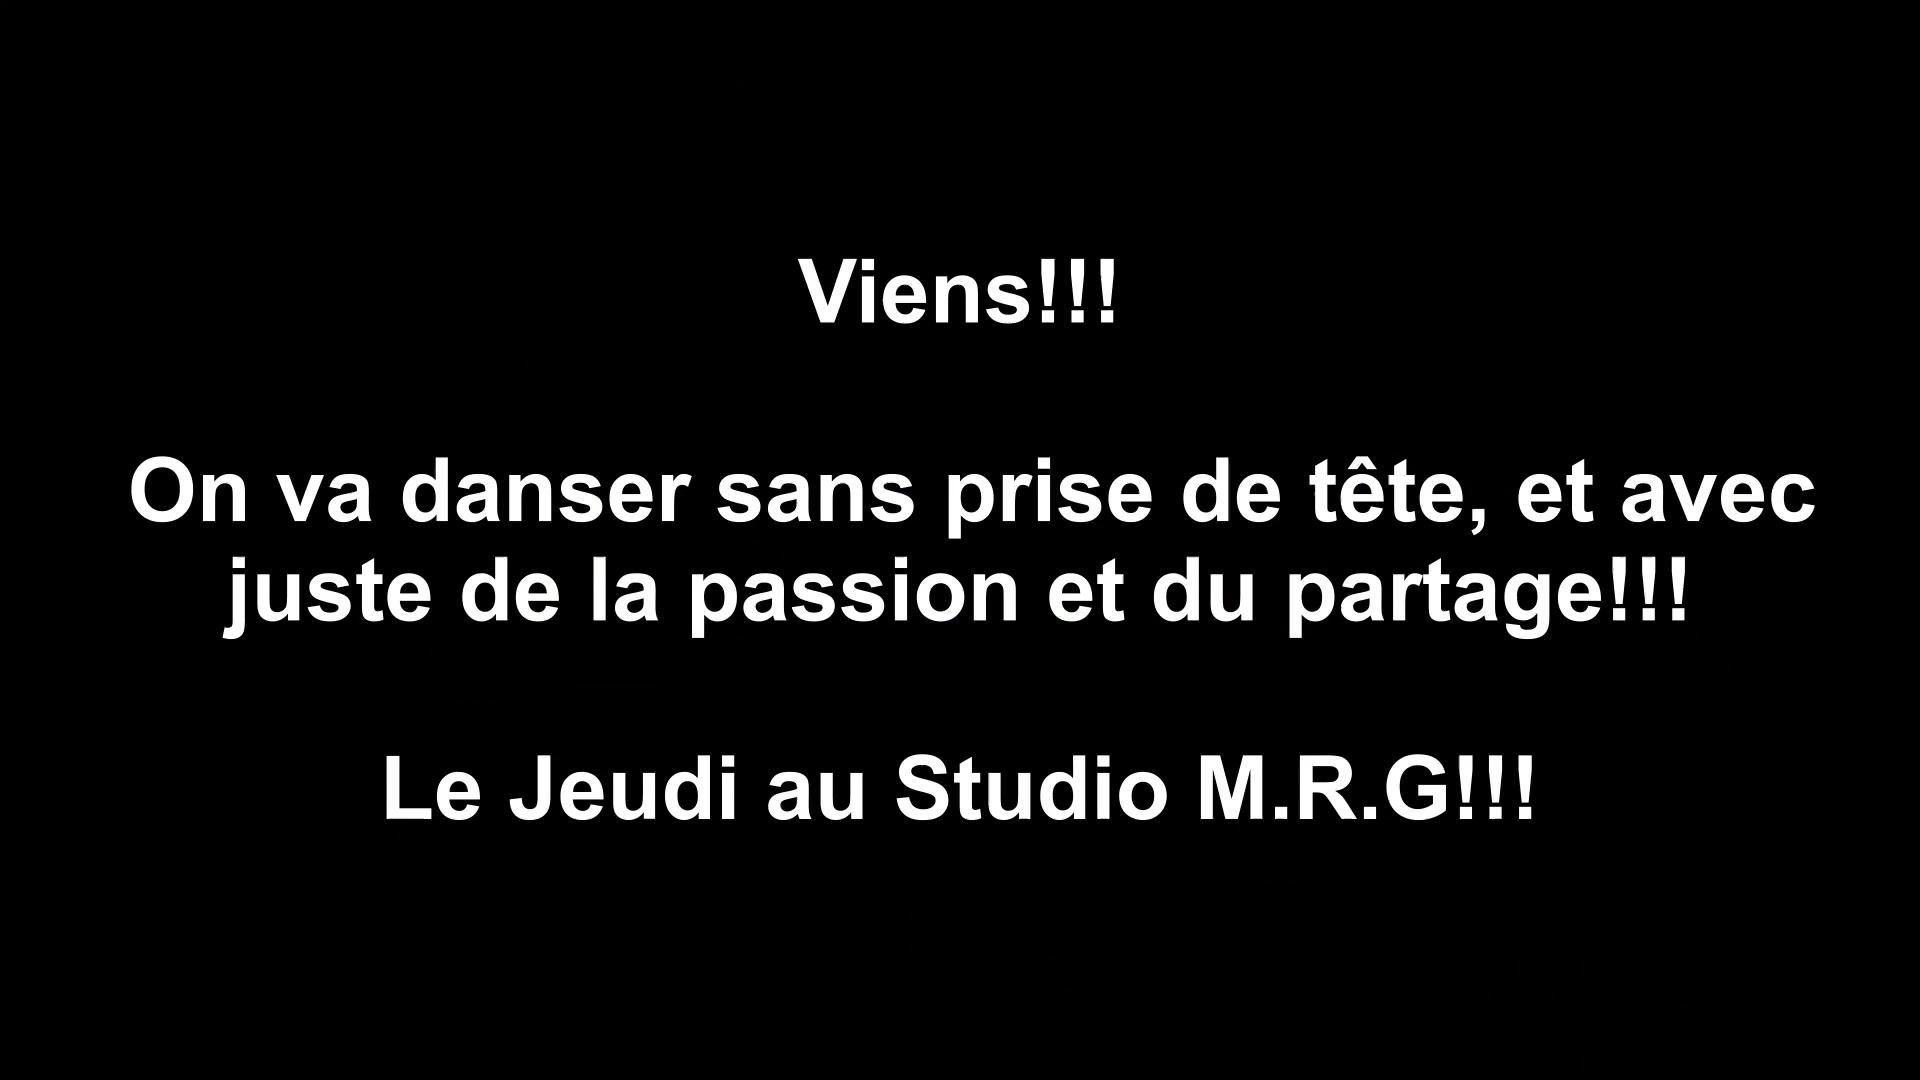 Viens!!!
On va danser sans prise de tête, et avec
juste de la passion et du partage!!!
Le Jeudi au Studio M.R.G!!!